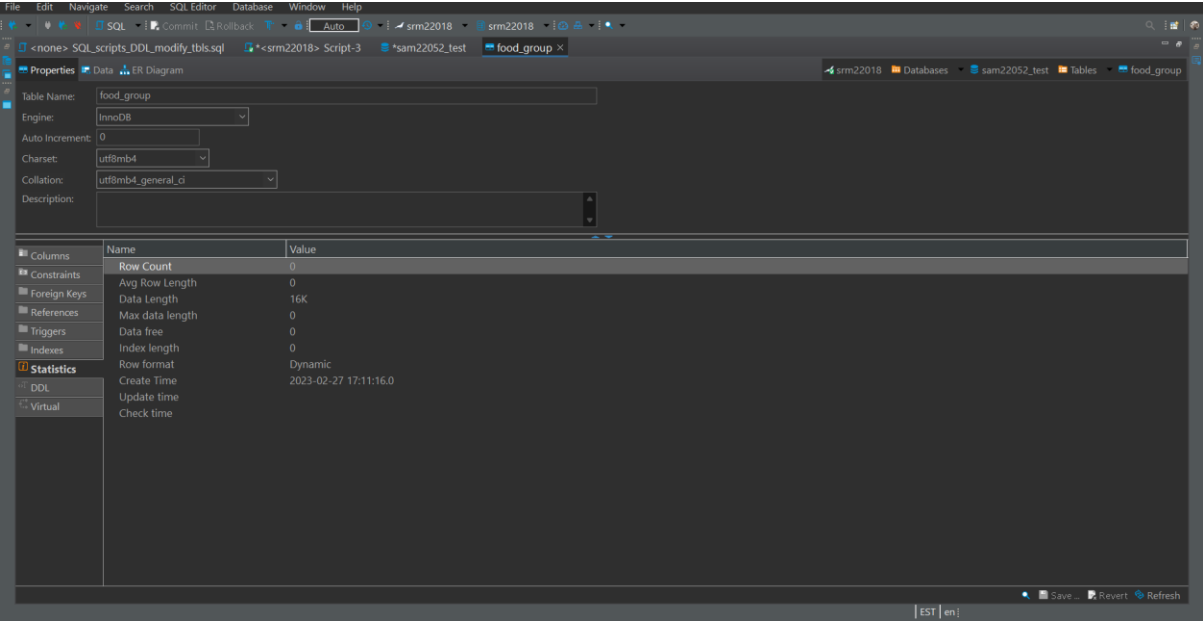 File Edit Navigate Search SQL Editor Database Window Help
SQL Commit Rollback T Auto srm22018 srm22018
<none> SQL_scripts_DDL_modify_tbls.sql *<srm22018> Script-3 *sam22052_test food_group
Properties Data ER Diagram srm22018 Databases sam22052_test Tables food_group
Table Name: food_group
Engine: InnoDB
Auto Increment: 0
Charset: utf8mb4
Collation: utf8mb4_general_ci
Description:
Columns
Constraints
Foreign Keys
References
Triggers
Indexes
Statistics
DDL
Virtual
Name Value
Row Count 0
Avg Row Length 0
Data Length 16K
Max data length 0
Data free 0
Index length 0
Row format Dynamic
Create Time 2023-02-27 17:11:16.0
Update time
Check time
Save ... Revert Refresh
EST en